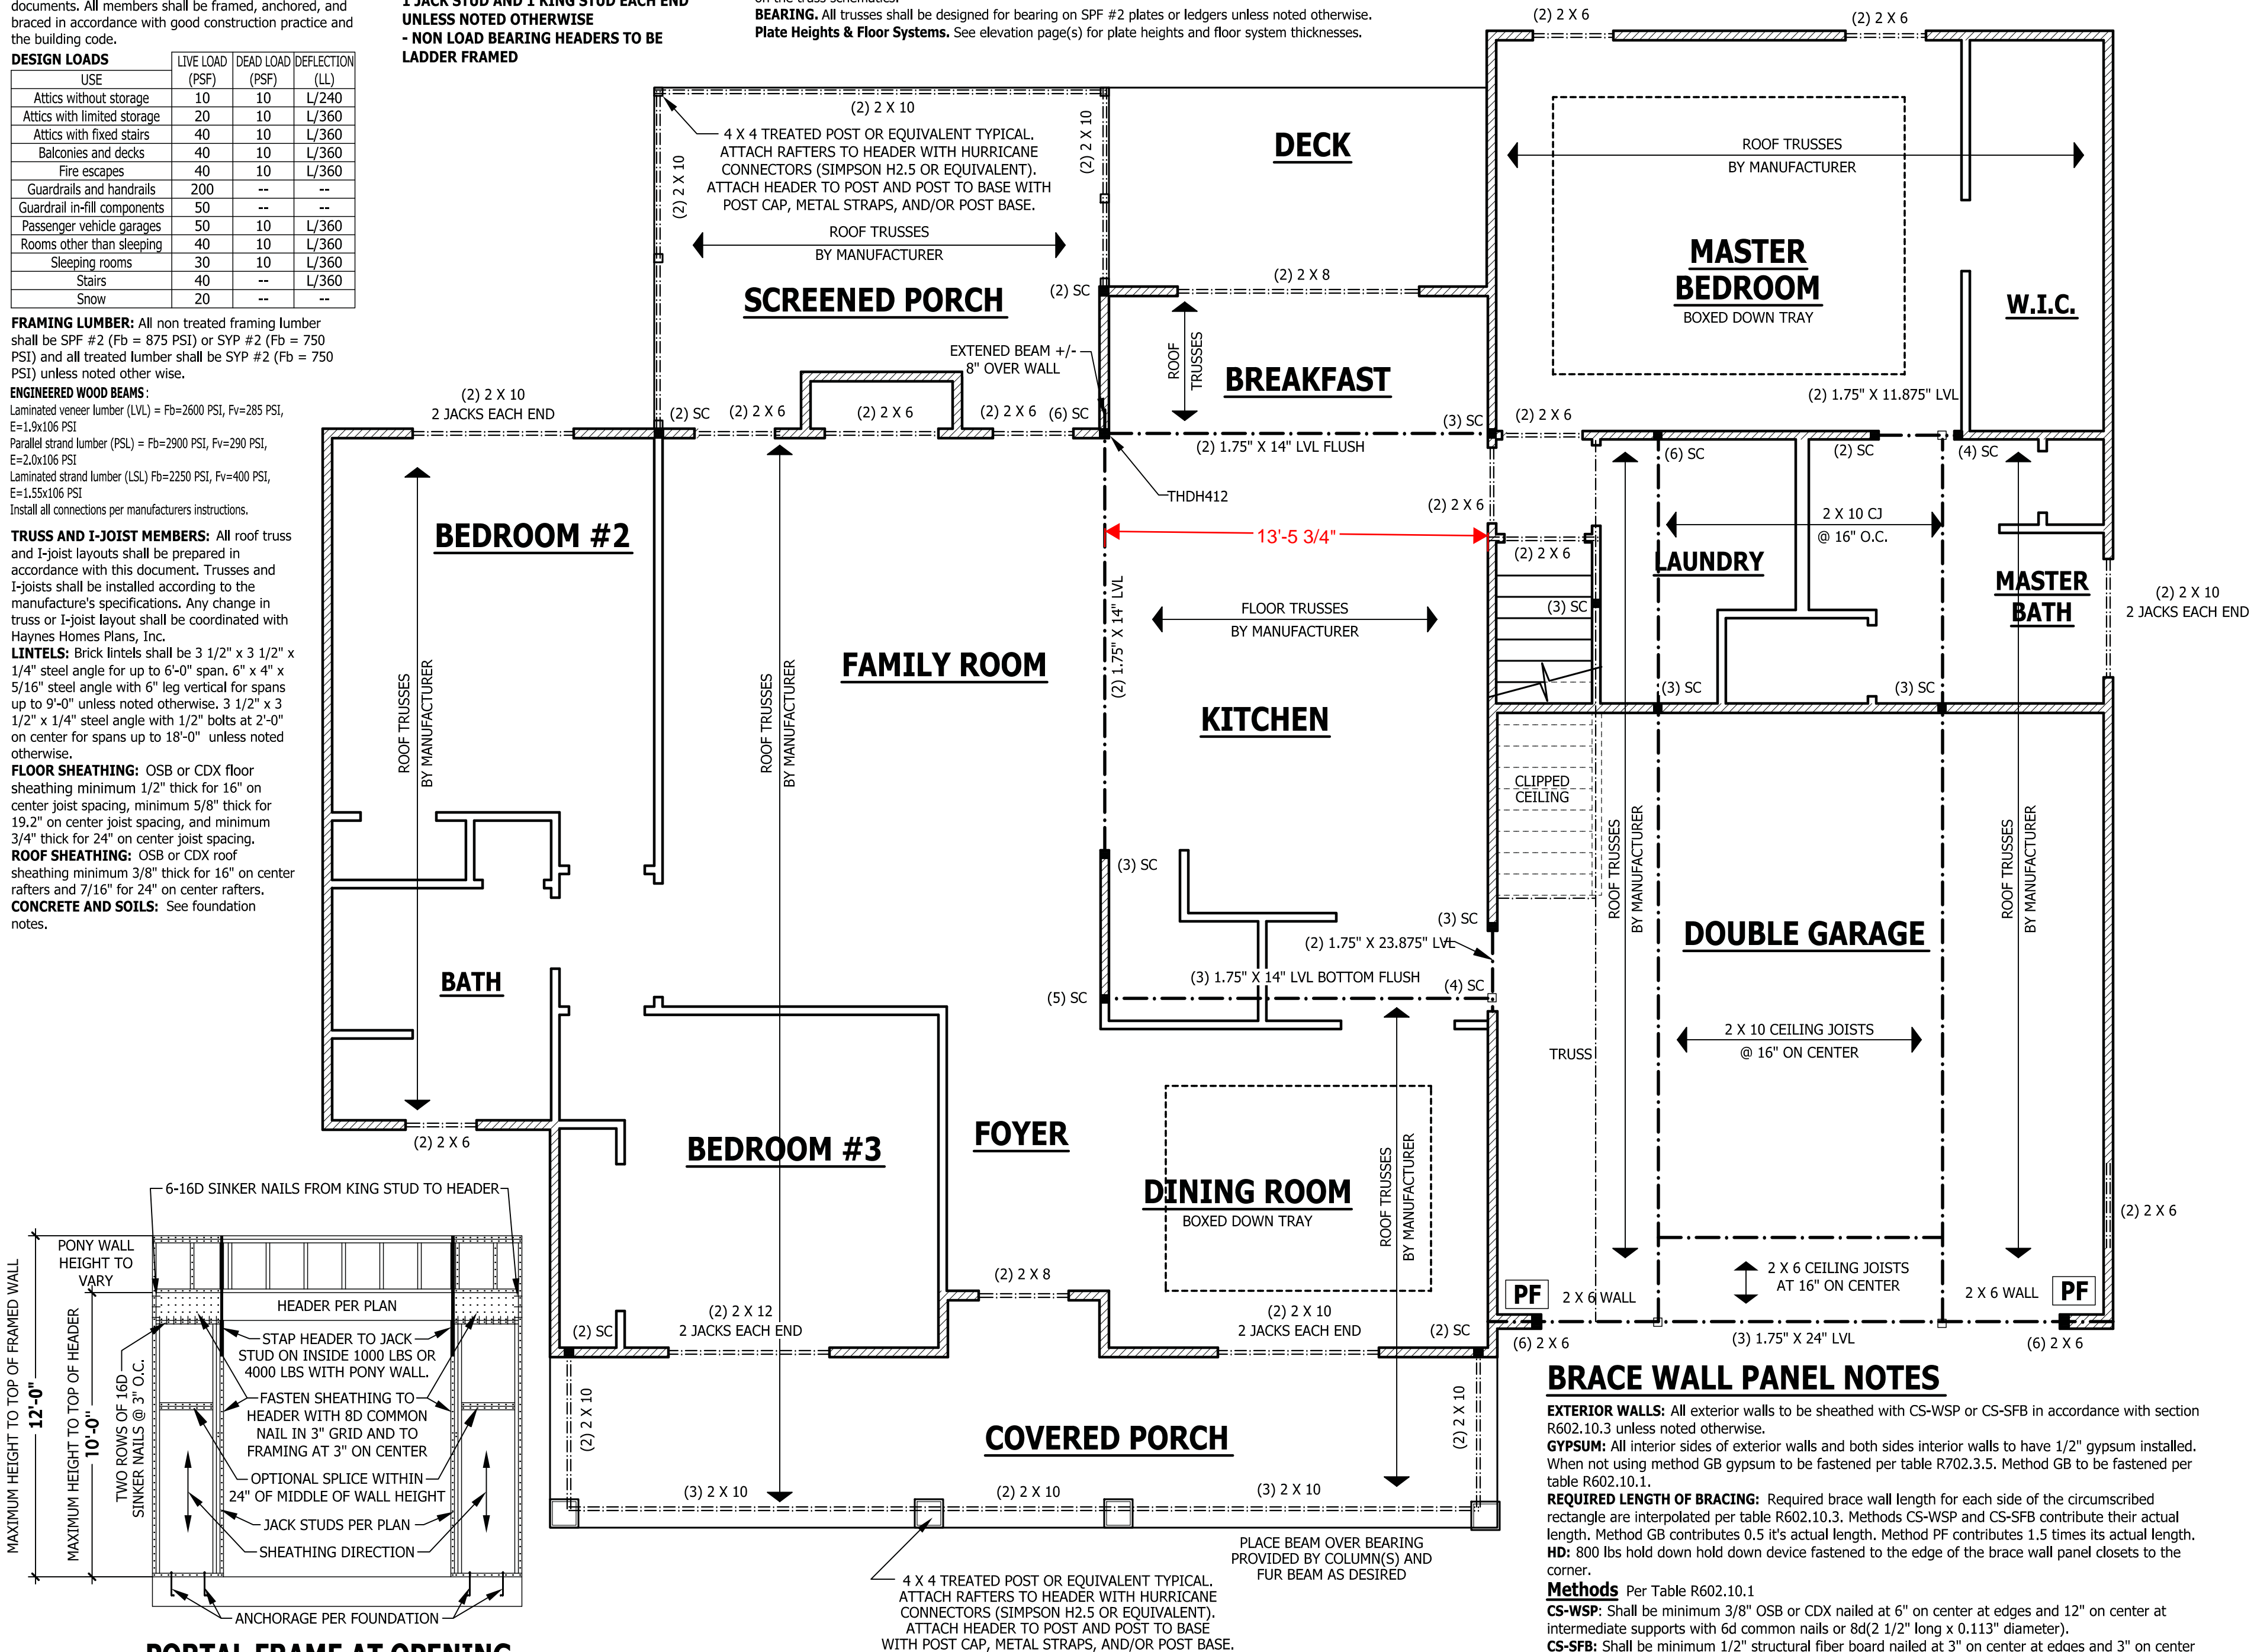 documents. All members shall be framed, anchored, and
braced in accordance with good construction practice and
the building code.
DESIGN LOADS
LIVE LOAD DEAD LOAD DEFLECTION
USE (PSF) (PSF) (LL)
Attics without storage 10 10 L/240
Attics with limited storage 20 10 L/360
Attics with fixed stairs 40 10 L/360
Balconies and decks 40 10 L/360
Fire escapes 40 10 L/360
Guardrails and handrails 200 -- --
Guardrail in-fill components 50 -- --
Passenger vehicle garages 50 10 L/360
Rooms other than sleeping 40 10 L/360
Sleeping rooms 30 10 L/360
Stairs 40 -- L/360
Snow 20 -- --
FRAMING LUMBER: All non treated framing lumber
shall be SPF #2 (Fb = 875 PSI) or SYP #2 (Fb = 750
PSI) and all treated lumber shall be SYP #2 (Fb = 750
PSI) unless noted other wise.
ENGINEERED WOOD BEAMS:
Laminated veneer lumber (LVL) = Fb=2600 PSI, Fv=285 PSI,
E=1.9x106 PSI
Parallel strand lumber (PSL) = Fb=2900 PSI, Fv=290 PSI,
E=2.0x106 PSI
Laminated strand lumber (LSL) Fb=2250 PSI, Fv=400 PSI,
E=1.55x106 PSI
Install all connections per manufacturers instructions.
TRUSS AND I-JOIST MEMBERS: All roof truss
and I-joist layouts shall be prepared in
accordance with this document. Trusses and
I-joists shall be installed according to the
manufacture's specifications. Any change in
truss or I-joist layout shall be coordinated with
Haynes Homes Plans, Inc.
LINTELS: Brick lintels shall be 3 1/2" x 3 1/2" x
1/4" steel angle for up to 6'-0" span. 6" x 4" x
5/16" steel angle with 6" leg vertical for spans
up to 9'-0" unless noted otherwise. 3 1/2" x 3
1/2" x 1/4" steel angle with 1/2" bolts at 2'-0"
on center for spans up to 18'-0" unless noted
otherwise.
FLOOR SHEATHING: OSB or CDX floor
sheathing minimum 1/2" thick for 16" on
center joist spacing, minimum 5/8" thick for
19.2" on center joist spacing, and minimum
3/4" thick for 24" on center joist spacing.
ROOF SHEATHING: OSB or CDX roof
sheathing minimum 3/8" thick for 16" on center
rafters and 7/16" for 24" on center rafters.
CONCRETE AND SOILS: See foundation
notes.
1 JACK STUD AND 1 KING STUD EACH END
UNLESS NOTED OTHERWISE
- NON LOAD BEARING HEADERS TO BE
LADDER FRAMED
on the truss schematics.
BEARING. All trusses shall be designed for bearing on SPF #2 plates or ledgers unless noted otherwise.
Plate Heights & Floor Systems. See elevation page(s) for plate heights and floor system thicknesses.
(2) 2 X 6
(2) 2 X 6
(2) 2 X 10
4 X 4 TREATED POST OR EQUIVALENT TYPICAL.
ATTACH RAFTERS TO HEADER WITH HURRICANE
CONNECTORS (SIMPSON H2.5 OR EQUIVALENT).
ATTACH HEADER TO POST AND POST TO BASE WITH
POST CAP, METAL STRAPS, AND/OR POST BASE.
(2) 2 X 10
(2) 2 X 10
ROOF TRUSSES
BY MANUFACTURER
SCREENED PORCH
(2) SC
DECK
(2) 2 X 8
ROOF
TRUSSES
BREAKFAST
EXTENED BEAM +/-
8" OVER WALL
ROOF TRUSSES
BY MANUFACTURER
MASTER
BEDROOM
BOXED DOWN TRAY
W.I.C.
(2) 1.75" X 11.875" LVL
(2) 2 X 10
2 JACKS EACH END
(2) SC
(2) 2 X 6
(2) 2 X 6
(2) 2 X 6
(6) SC
(3) SC
(2) 2 X 6
(2) 1.75" X 14" LVL FLUSH
THDH412
(6) SC
(2) SC
(4) SC
(2) 2 X 6
13'-5 3/4"
(2) 2 X 6
2 X 10 CJ
@ 16" O.C.
BEDROOM #2
LAUNDRY
MASTER
BATH
(2) 2 X 10
2 JACKS EACH END
(3) SC
(2) 1.75" X 14" LVL
FLOOR TRUSSES
BY MANUFACTURER
FAMILY ROOM
KITCHEN
ROOF TRUSSES
BY MANUFACTURER
ROOF TRUSSES
BY MANUFACTURER
(3) SC
(3) SC
CLIPPED
CEILING
ROOF TRUSSES
BY MANUFACTURER
ROOF TRUSSES
BY MANUFACTURER
(3) SC
(3) SC
DOUBLE GARAGE
(2) 1.75" X 23.875" LVL
(3) 1.75" X 14" LVL BOTTOM FLUSH
(4) SC
(5) SC
BATH
2 X 10 CEILING JOISTS
@ 16" ON CENTER
TRUSS
(2) 2 X 6
BEDROOM #3
FOYER
DINING ROOM
BOXED DOWN TRAY
ROOF TRUSSES
BY MANUFACTURER
(2) 2 X 6
2 X 6 CEILING JOISTS
AT 16" ON CENTER
PF
2 X 6 WALL
2 X 6 WALL
PF
(2) 2 X 8
(2) 2 X 12
2 JACKS EACH END
(2) 2 X 10
2 JACKS EACH END
(2) SC
(2) SC
(6) 2 X 6
(3) 1.75" X 24" LVL
(6) 2 X 6
(2) 2 X 10
(2) 2 X 10
COVERED PORCH
(3) 2 X 10
(2) 2 X 10
(3) 2 X 10
PLACE BEAM OVER BEARING
PROVIDED BY COLUMN(S) AND
FUR BEAM AS DESIRED
4 X 4 TREATED POST OR EQUIVALENT TYPICAL.
ATTACH RAFTERS TO HEADER WITH HURRICANE
CONNECTORS (SIMPSON H2.5 OR EQUIVALENT).
ATTACH HEADER TO POST AND POST TO BASE
WITH POST CAP, METAL STRAPS, AND/OR POST BASE.
6-16D SINKER NAILS FROM KING STUD TO HEADER
PONY WALL
HEIGHT TO
VARY
HEADER PER PLAN
STAP HEADER TO JACK
STUD ON INSIDE 1000 LBS OR
4000 LBS WITH PONY WALL.
FASTEN SHEATHING TO
HEADER WITH 8D COMMON
NAIL IN 3" GRID AND TO
FRAMING AT 3" ON CENTER
OPTIONAL SPLICE WITHIN
24" OF MIDDLE OF WALL HEIGHT
JACK STUDS PER PLAN
SHEATHING DIRECTION
ANCHORAGE PER FOUNDATION
MAXIMUM HEIGHT TO TOP OF FRAMED WALL
12'-0"
MAXIMUM HEIGHT TO TOP OF HEADER
10'-0"
TWO ROWS OF 16D
SINKER NAILS @ 3" O.C.
PORTAL FRAME AT OPENING
BRACE WALL PANEL NOTES
EXTERIOR WALLS: All exterior walls to be sheathed with CS-WSP or CS-SFB in accordance with section
R602.10.3 unless noted otherwise.
GYPSUM: All interior sides of exterior walls and both sides interior walls to have 1/2" gypsum installed.
When not using method GB gypsum to be fastened per table R702.3.5. Method GB to be fastened per
table R602.10.1.
REQUIRED LENGTH OF BRACING: Required brace wall length for each side of the circumscribed
rectangle are interpolated per table R602.10.3. Methods CS-WSP and CS-SFB contribute their actual
length. Method GB contributes 0.5 it's actual length. Method PF contributes 1.5 times its actual length.
HD: 800 lbs hold down hold down device fastened to the edge of the brace wall panel closets to the
corner.
Methods Per Table R602.10.1
CS-WSP: Shall be minimum 3/8" OSB or CDX nailed at 6" on center at edges and 12" on center at
intermediate supports with 6d common nails or 8d(2 1/2" long x 0.113" diameter).
CS-SFB: Shall be minimum 1/2" structural fiber board nailed at 3" on center at edges and 3" on center